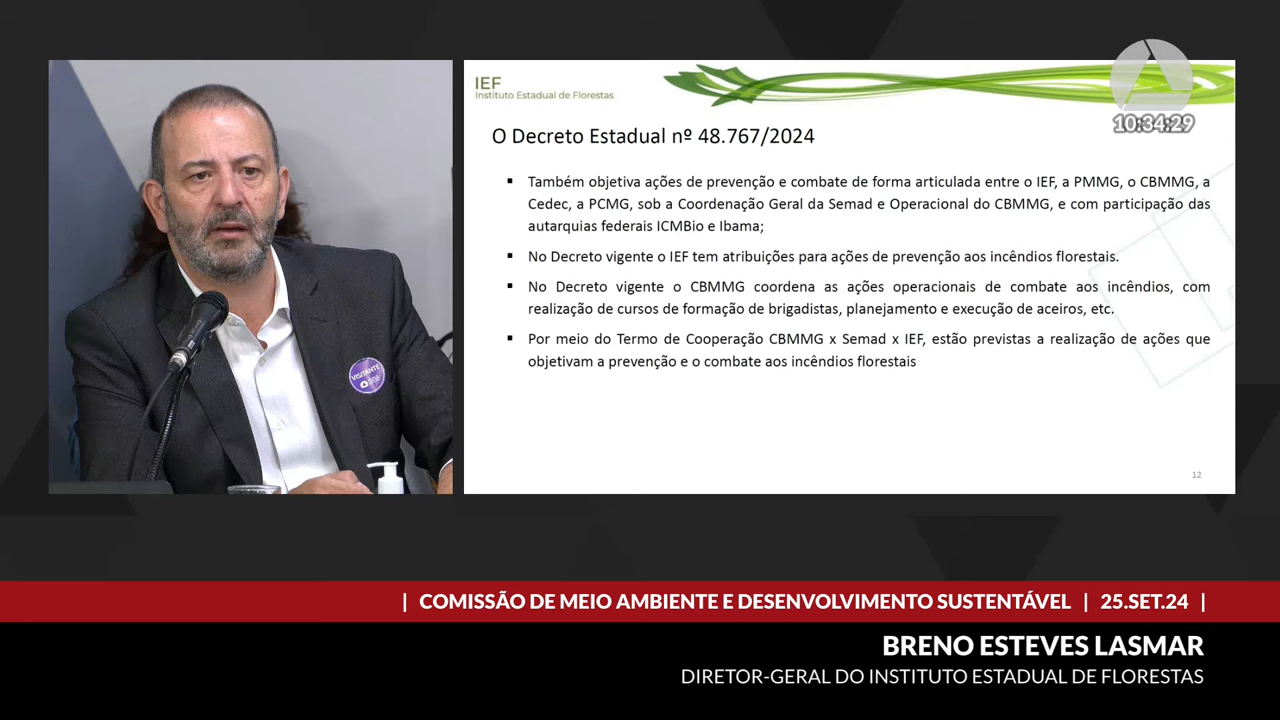 IEF
Instituto Estadual de Florestas
10:34:29
O Decreto Estadual nº 48.767/2024
▪ Também objetiva ações de prevenção e combate de forma articulada entre o IEF, a PMMG, o CBMMG, a
Cedec, a PCMG, sob a Coordenação Geral da Semad e Operacional do CBMMG, e com participação das
autarquias federais ICMBio e Ibama;
▪ No Decreto vigente o IEF tem atribuições para ações de prevenção aos incêndios florestais.
▪ No Decreto vigente o CBMMG coordena as ações operacionais de combate aos incêndios, com
realização de cursos de formação de brigadistas, planejamento e execução de aceiros, etc.
▪ Por meio do Termo de Cooperação CBMMG x Semad x IEF, estão previstas a realização de ações que
objetivam a prevenção e o combate aos incêndios florestais
12
VISITANTE
| COMISSÃO DE MEIO AMBIENTE E DESENVOLVIMENTO SUSTENTÁVEL | 25.SET.24 |
BRENO ESTEVES LASMAR
DIRETOR-GERAL DO INSTITUTO ESTADUAL DE FLORESTAS